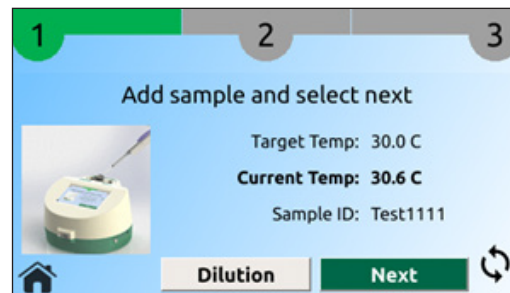 1 2 3
Add sample and select next
Target Temp: 30.0 C
Current Temp: 30.6 C
Sample ID: Test1111
Dilution Next